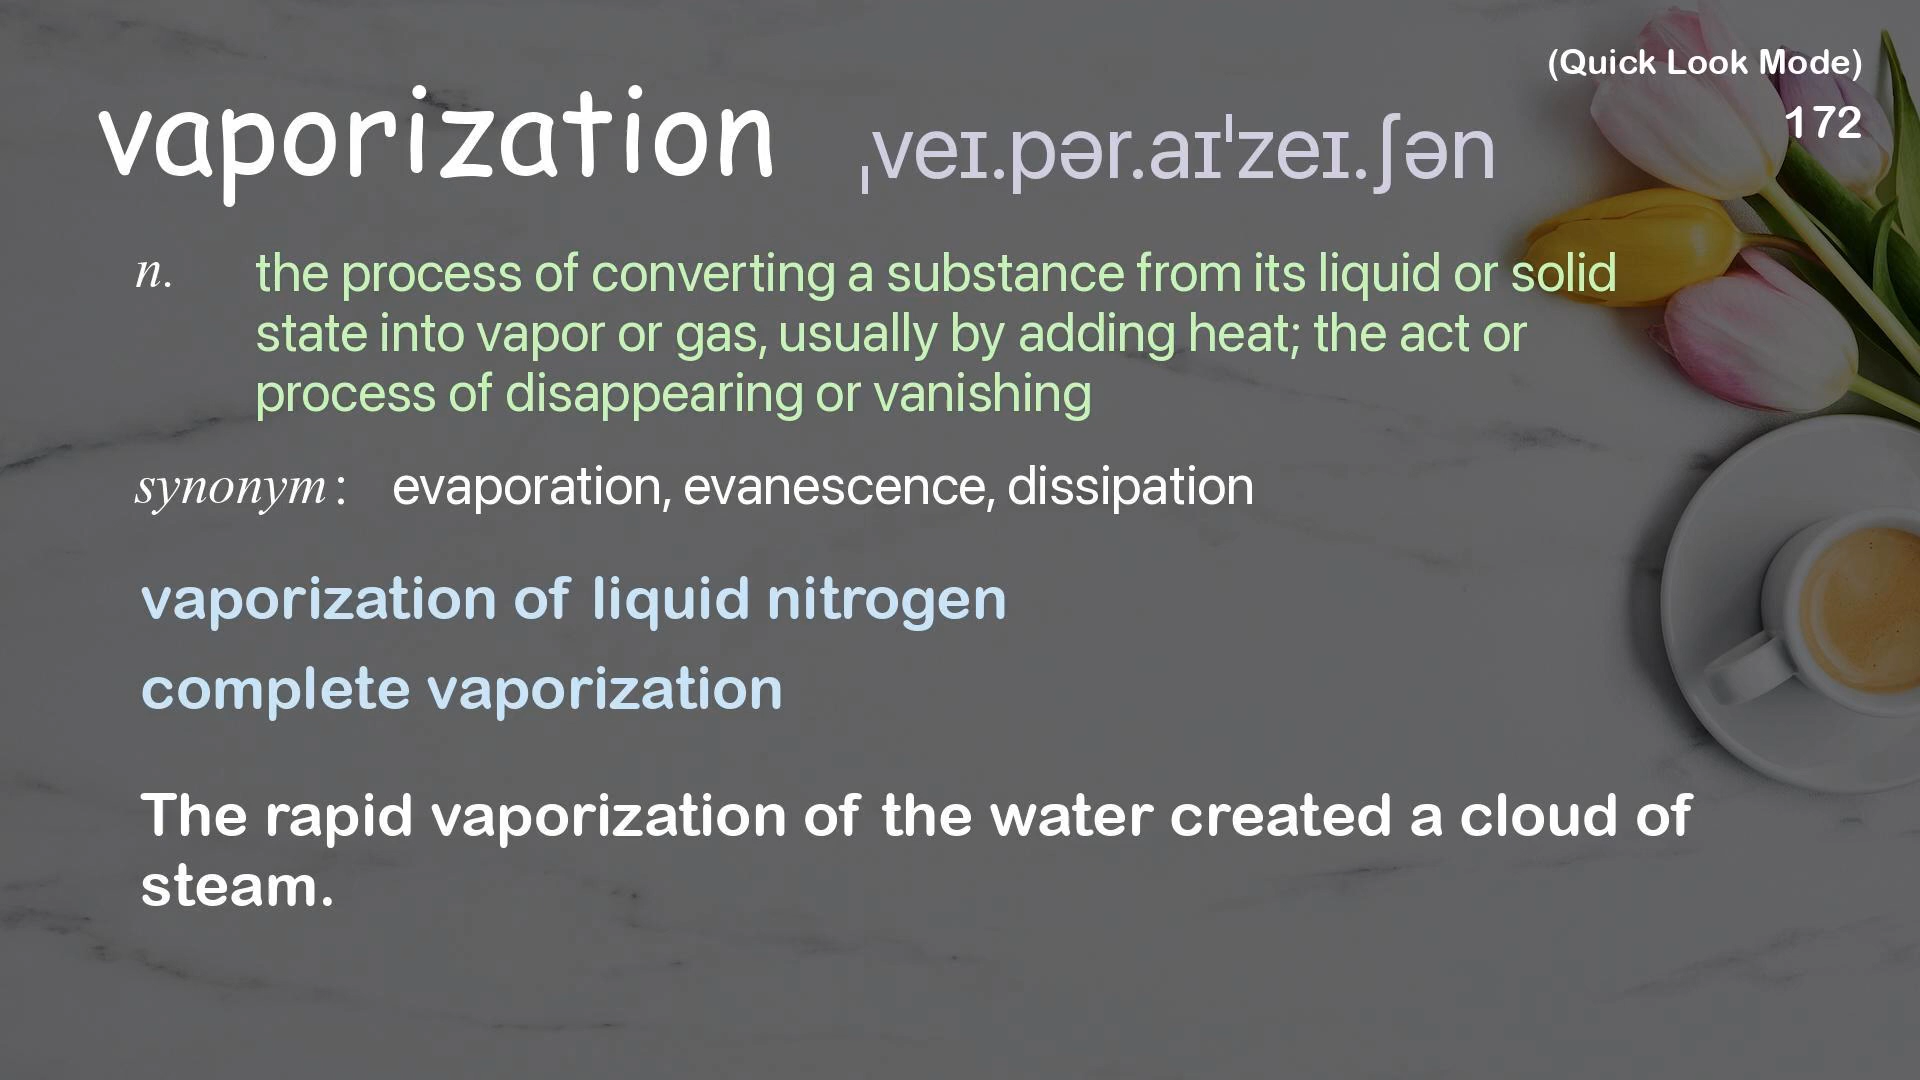 (Quick Look Mode)
172
vaporization ˌveɪ.pər.aɪˈzeɪ.ʃən
n. the process of converting a substance from its liquid or solid
state into vapor or gas, usually by adding heat; the act or
process of disappearing or vanishing
synonym: evaporation, evanescence, dissipation
vaporization of liquid nitrogen
complete vaporization
The rapid vaporization of the water created a cloud of
steam.